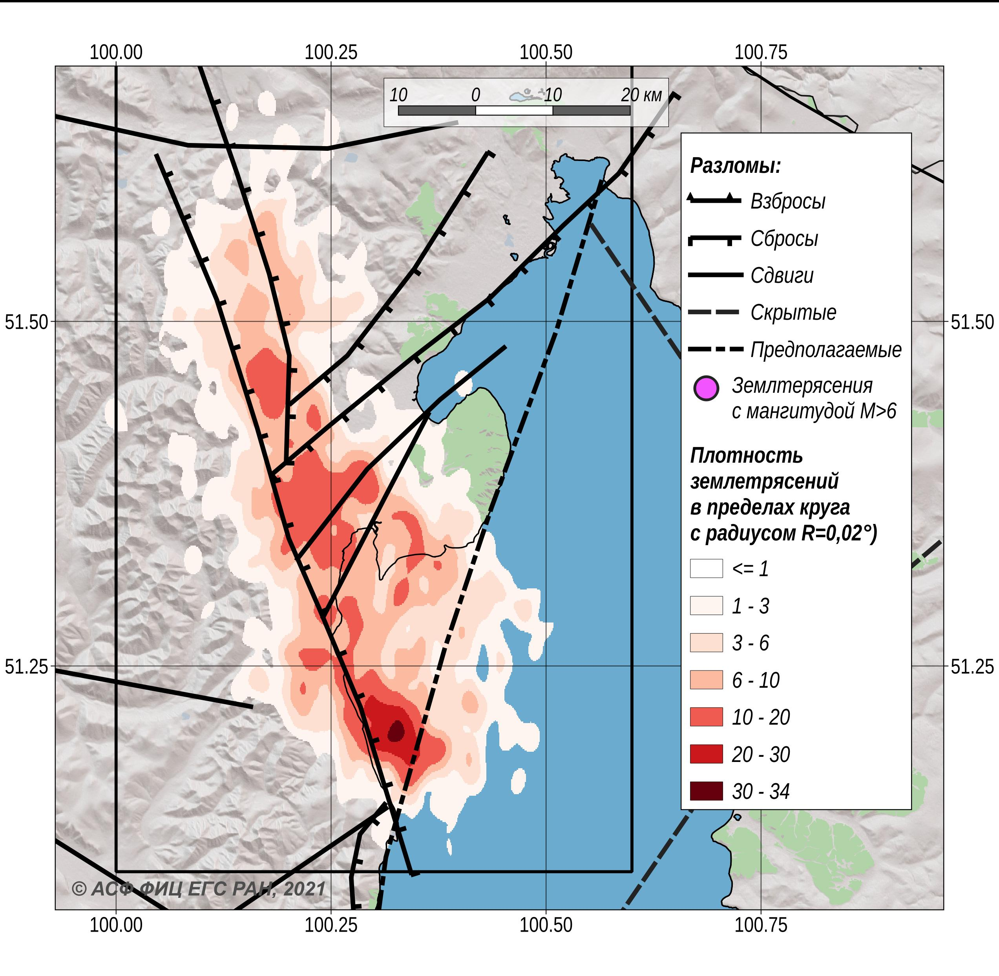 100.00 100.25 100.50 100.75
10 0 10 20 км
51.50 51.50
51.25 51.25
Разломы:
Взбросы
Сбросы
Сдвиги
Скрытые
Предполагаемые
Землтерясения
с мангитудой M>6
Плотность
землетрясений
в пределах круга
с радиусом R=0,02°)
<= 1
1 - 3
3 - 6
6 - 10
10 - 20
20 - 30
30 - 34
© АСФ ФИЦ ЕГС РАН, 2021
100.00 100.25 100.50 100.75